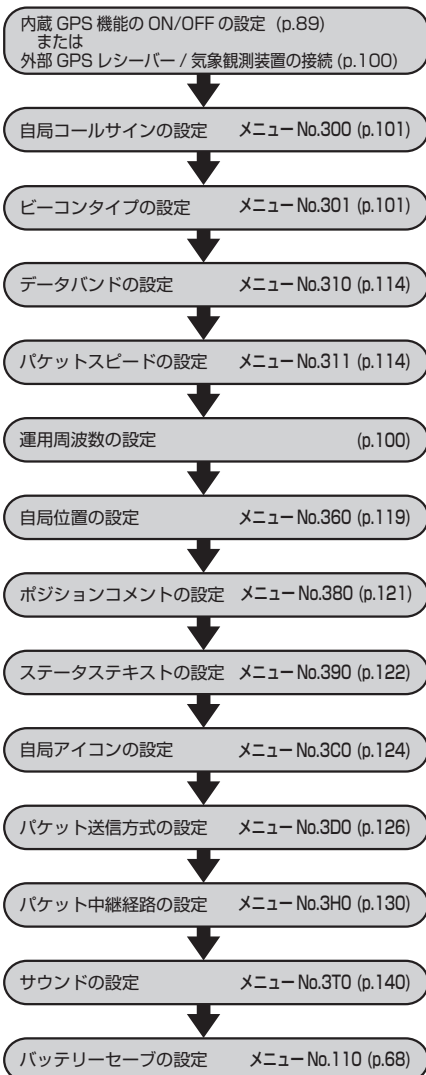 内蔵 GPS 機能の ON/OFF の設定 (p.89)
または
外部 GPS レシーバー / 気象観測装置の接続 (p.100)
自局コールサインの設定 メニュー No.300 (p.101)
ビーコンタイプの設定 メニュー No.301 (p.101)
データバンドの設定 メニュー No.310 (p.114)
パケットスピードの設定 メニュー No.311 (p.114)
運用周波数の設定 (p.100)
自局位置の設定 メニュー No.360 (p.119)
ポジションコメントの設定 メニュー No.380 (p.121)
ステータステキストの設定 メニュー No.390 (p.122)
自局アイコンの設定 メニュー No.3C0 (p.124)
パケット送信方式の設定 メニュー No.3D0 (p.126)
パケット中継経路の設定 メニュー No.3H0 (p.130)
サウンドの設定 メニュー No.3T0 (p.140)
バッテリーセーブの設定 メニュー No.110 (p.68)